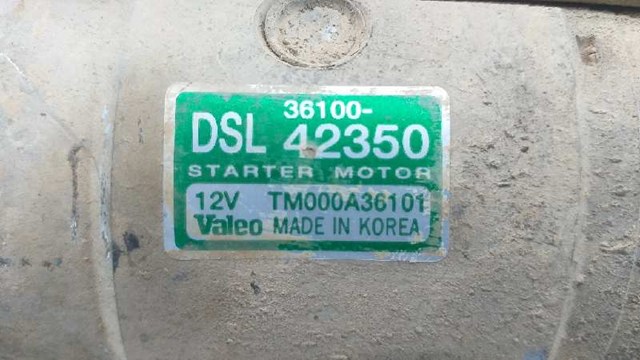 36100-
DSL 42350
STARTER MOTOR
12V TM000A36101
Valeo MADE IN KOREA